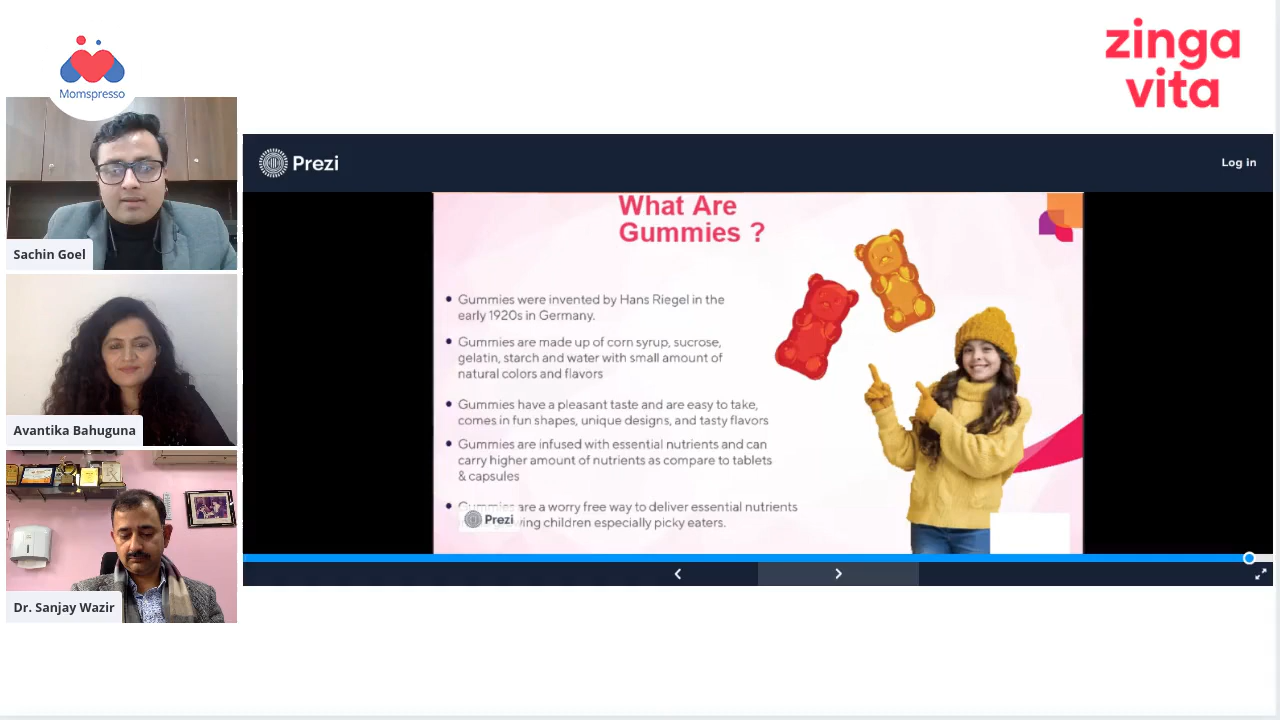 Momspresso
zinga
vita
Sachin Goel
Avantika Bahuguna
Dr. Sanjay Wazir
Prezi
Log in
What Are
Gummies ?
• Gummies were invented by Hans Riegel in the
early 1920s in Germany.
• Gummies are made up of corn syrup, sucrose,
gelatin, starch and water with small amount of
natural colors and flavors
• Gummies have a pleasant taste and are easy to take,
comes in fun shapes, unique designs, and tasty flavors
• Gummies are infused with essential nutrients and can
carry higher amount of nutrients as compare to tablets
& capsules
• Gummies are a worry free way to deliver essential nutrients
children especially picky eaters.
Prezi